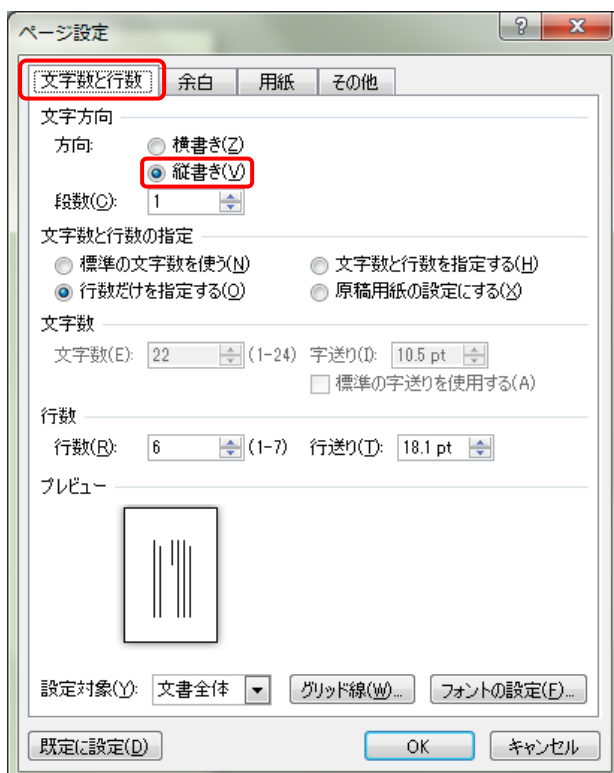 ページ設定
文字数と行数 余白 用紙 その他
文字方向
方向: 横書き(Z)
縦書き(V)
段数(C): 1
文字数と行数の指定
標準の文字数を使う(N) 文字数と行数を指定する(H)
行数だけを指定する(O) 原稿用紙の設定にする(X)
文字数
文字数(E): 22 (1-24) 字送り(I): 10.5 pt
標準の字送りを使用する(A)
行数
行数(R): 6 (1-7) 行送り(T): 18.1 pt
プレビュー
設定対象(Y): 文書全体 グリッド線(W)... フォントの設定(F)...
既定に設定(D) OK キャンセル